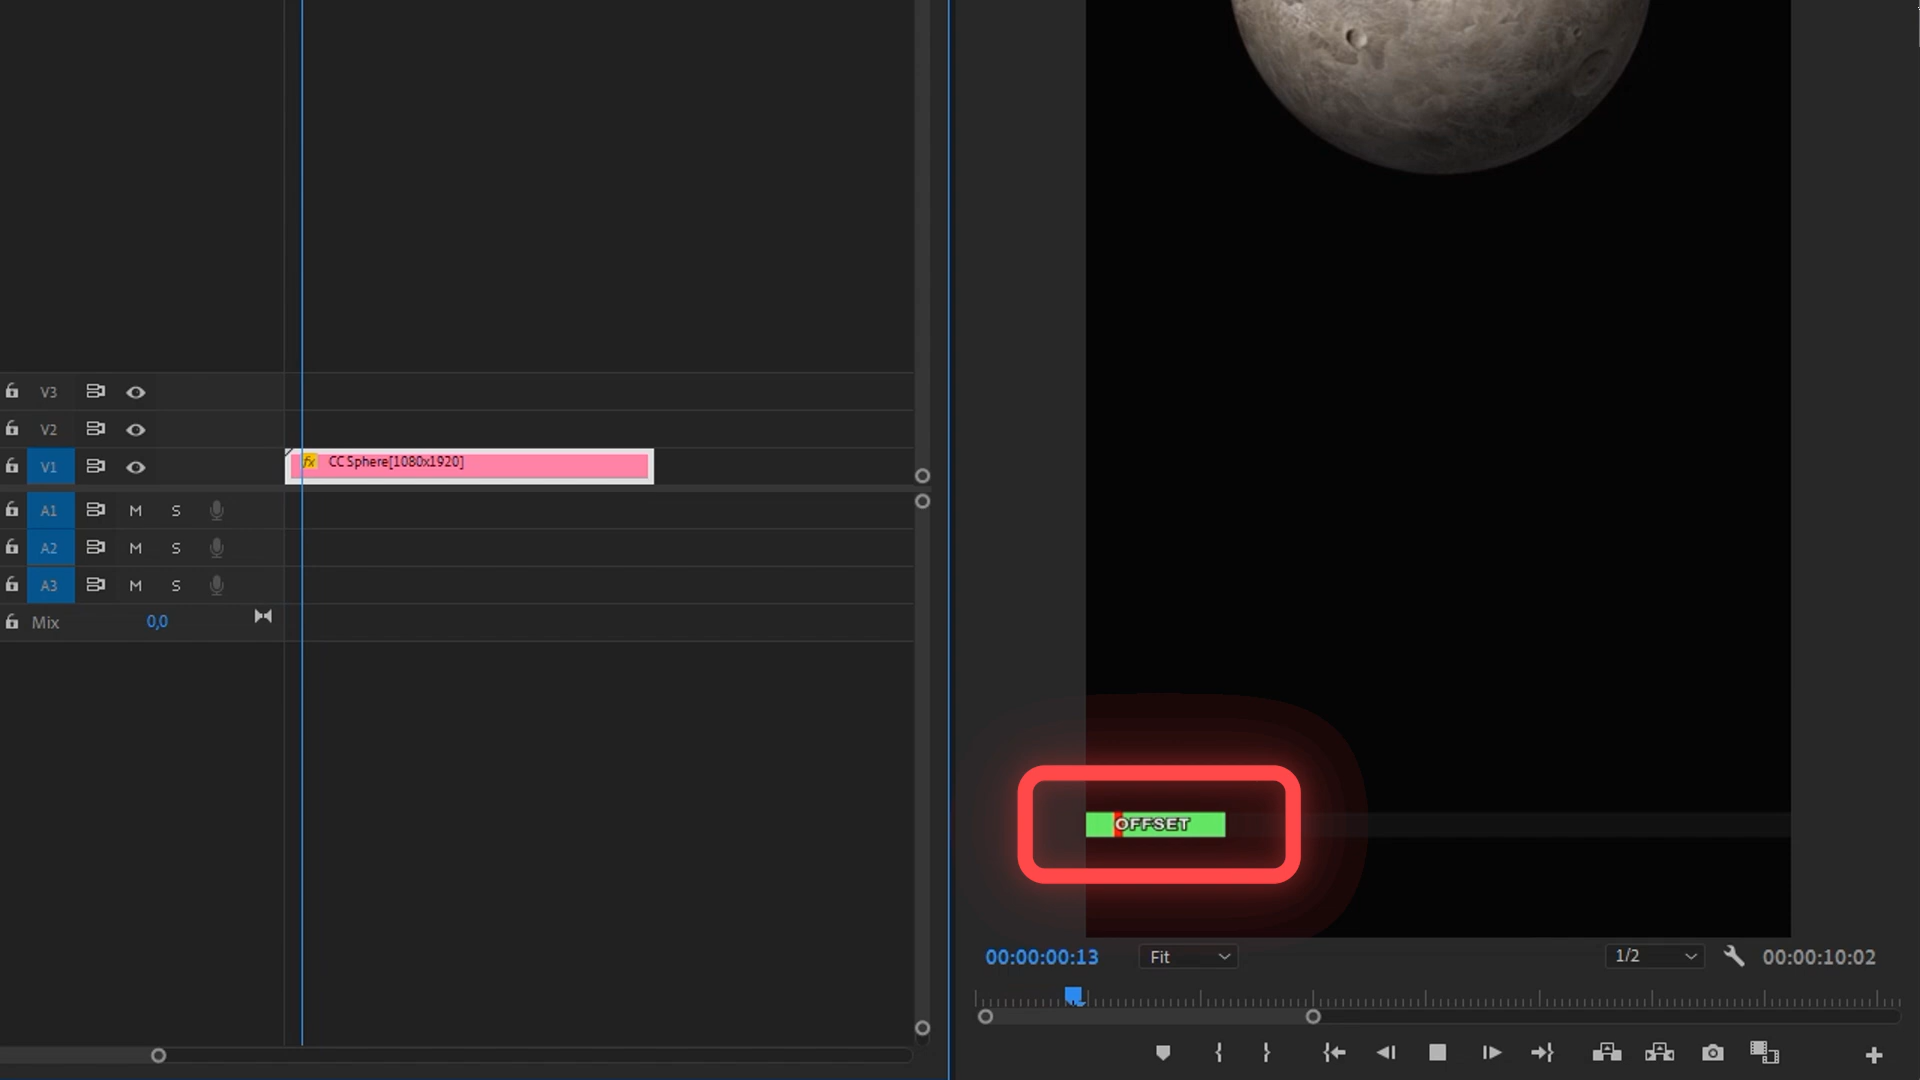 V3
V2
V1
fx CC Sphere[1080x1920]
A1 M S
A2 M S
A3 M S
Mix 0,0
OFFSET
00:00:00:13 Fit 1/2 00:00:10:02